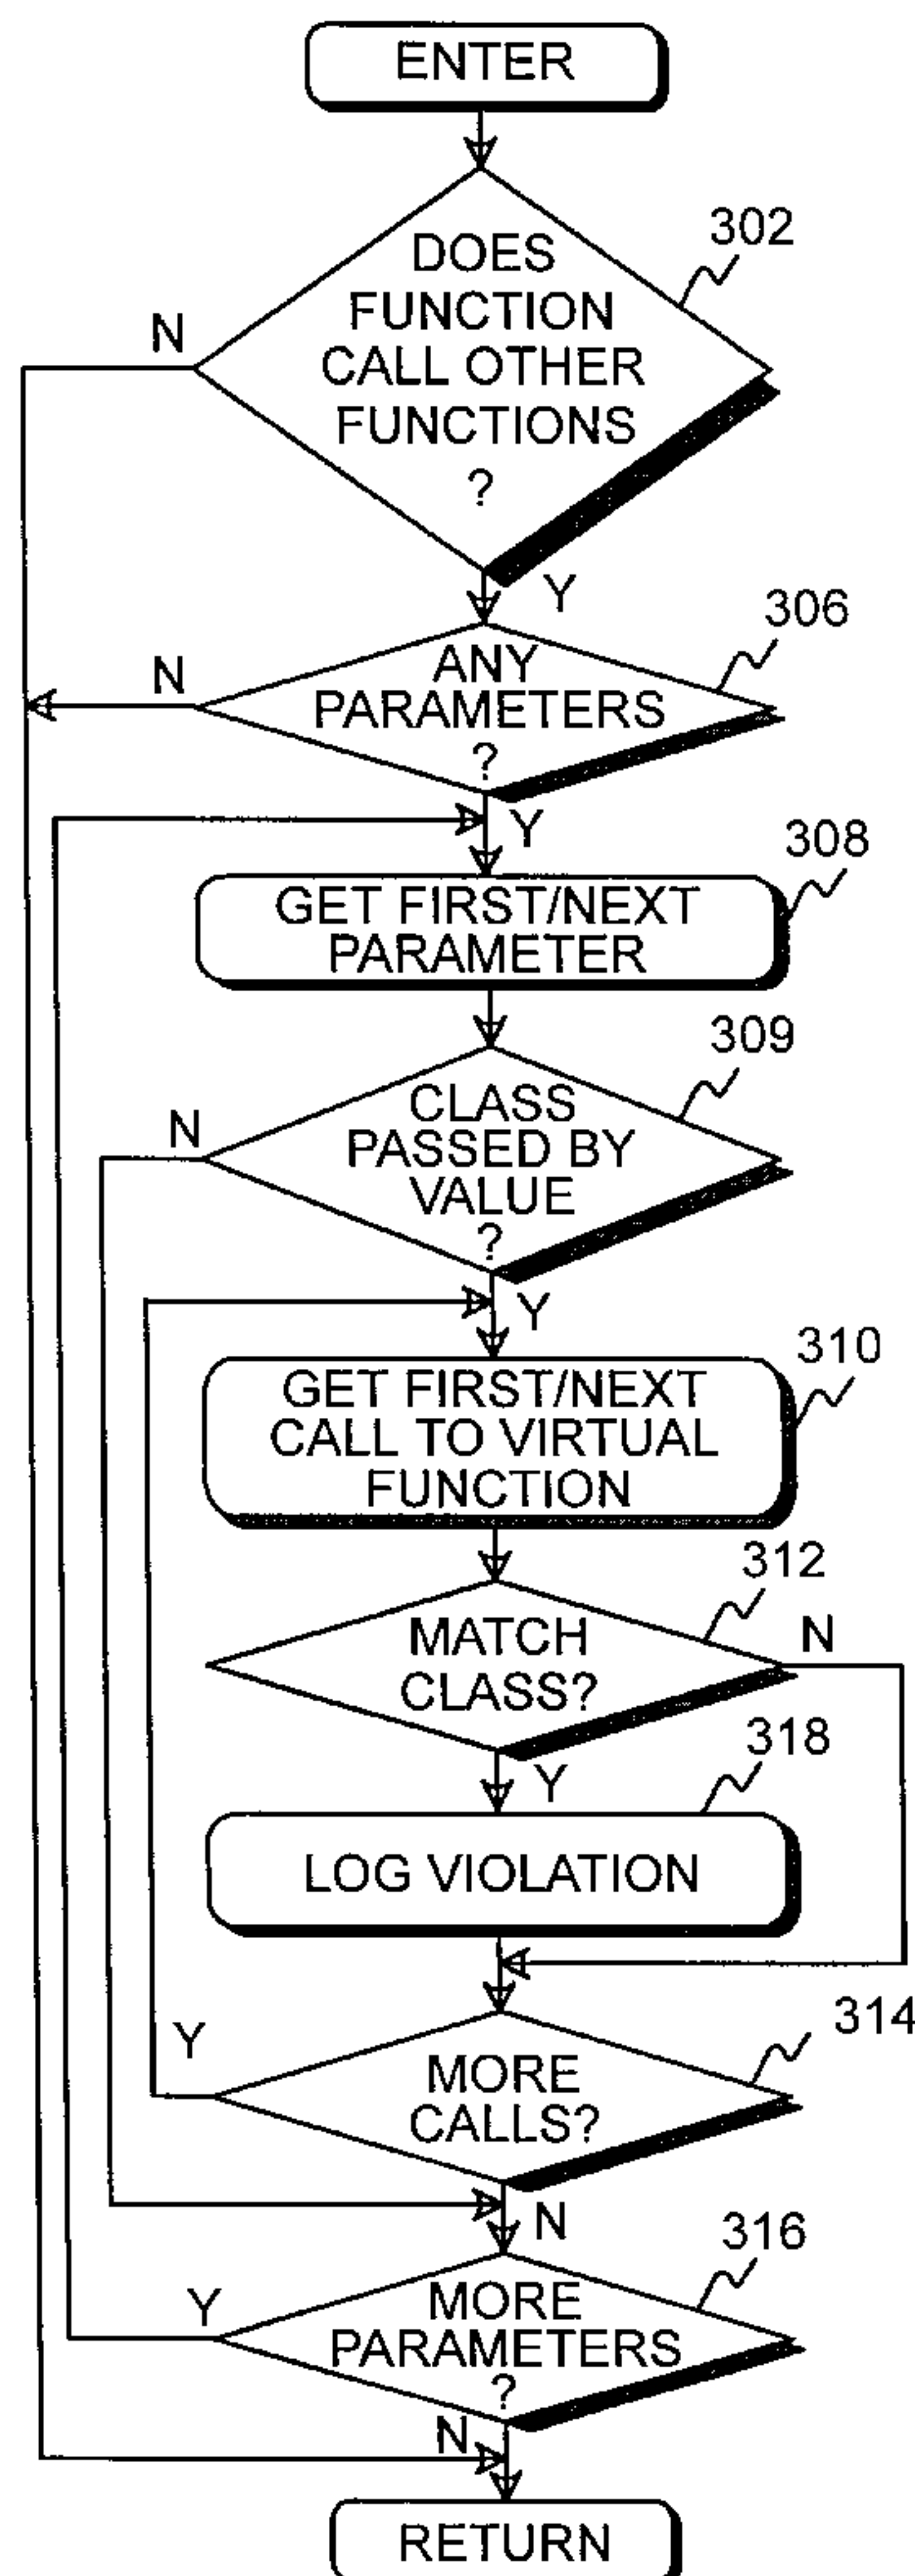 ENTER
302
DOES
FUNCTION
CALL OTHER
FUNCTIONS
?
N
Y
306
ANY
PARAMETERS
?
N
Y
308
GET FIRST/NEXT
PARAMETER
309
CLASS
PASSED BY
VALUE
?
N
Y
310
GET FIRST/NEXT
CALL TO VIRTUAL
FUNCTION
312
MATCH
CLASS?
N
Y
318
LOG VIOLATION
314
MORE
CALLS?
Y
N
316
MORE
PARAMETERS
?
Y
N
RETURN